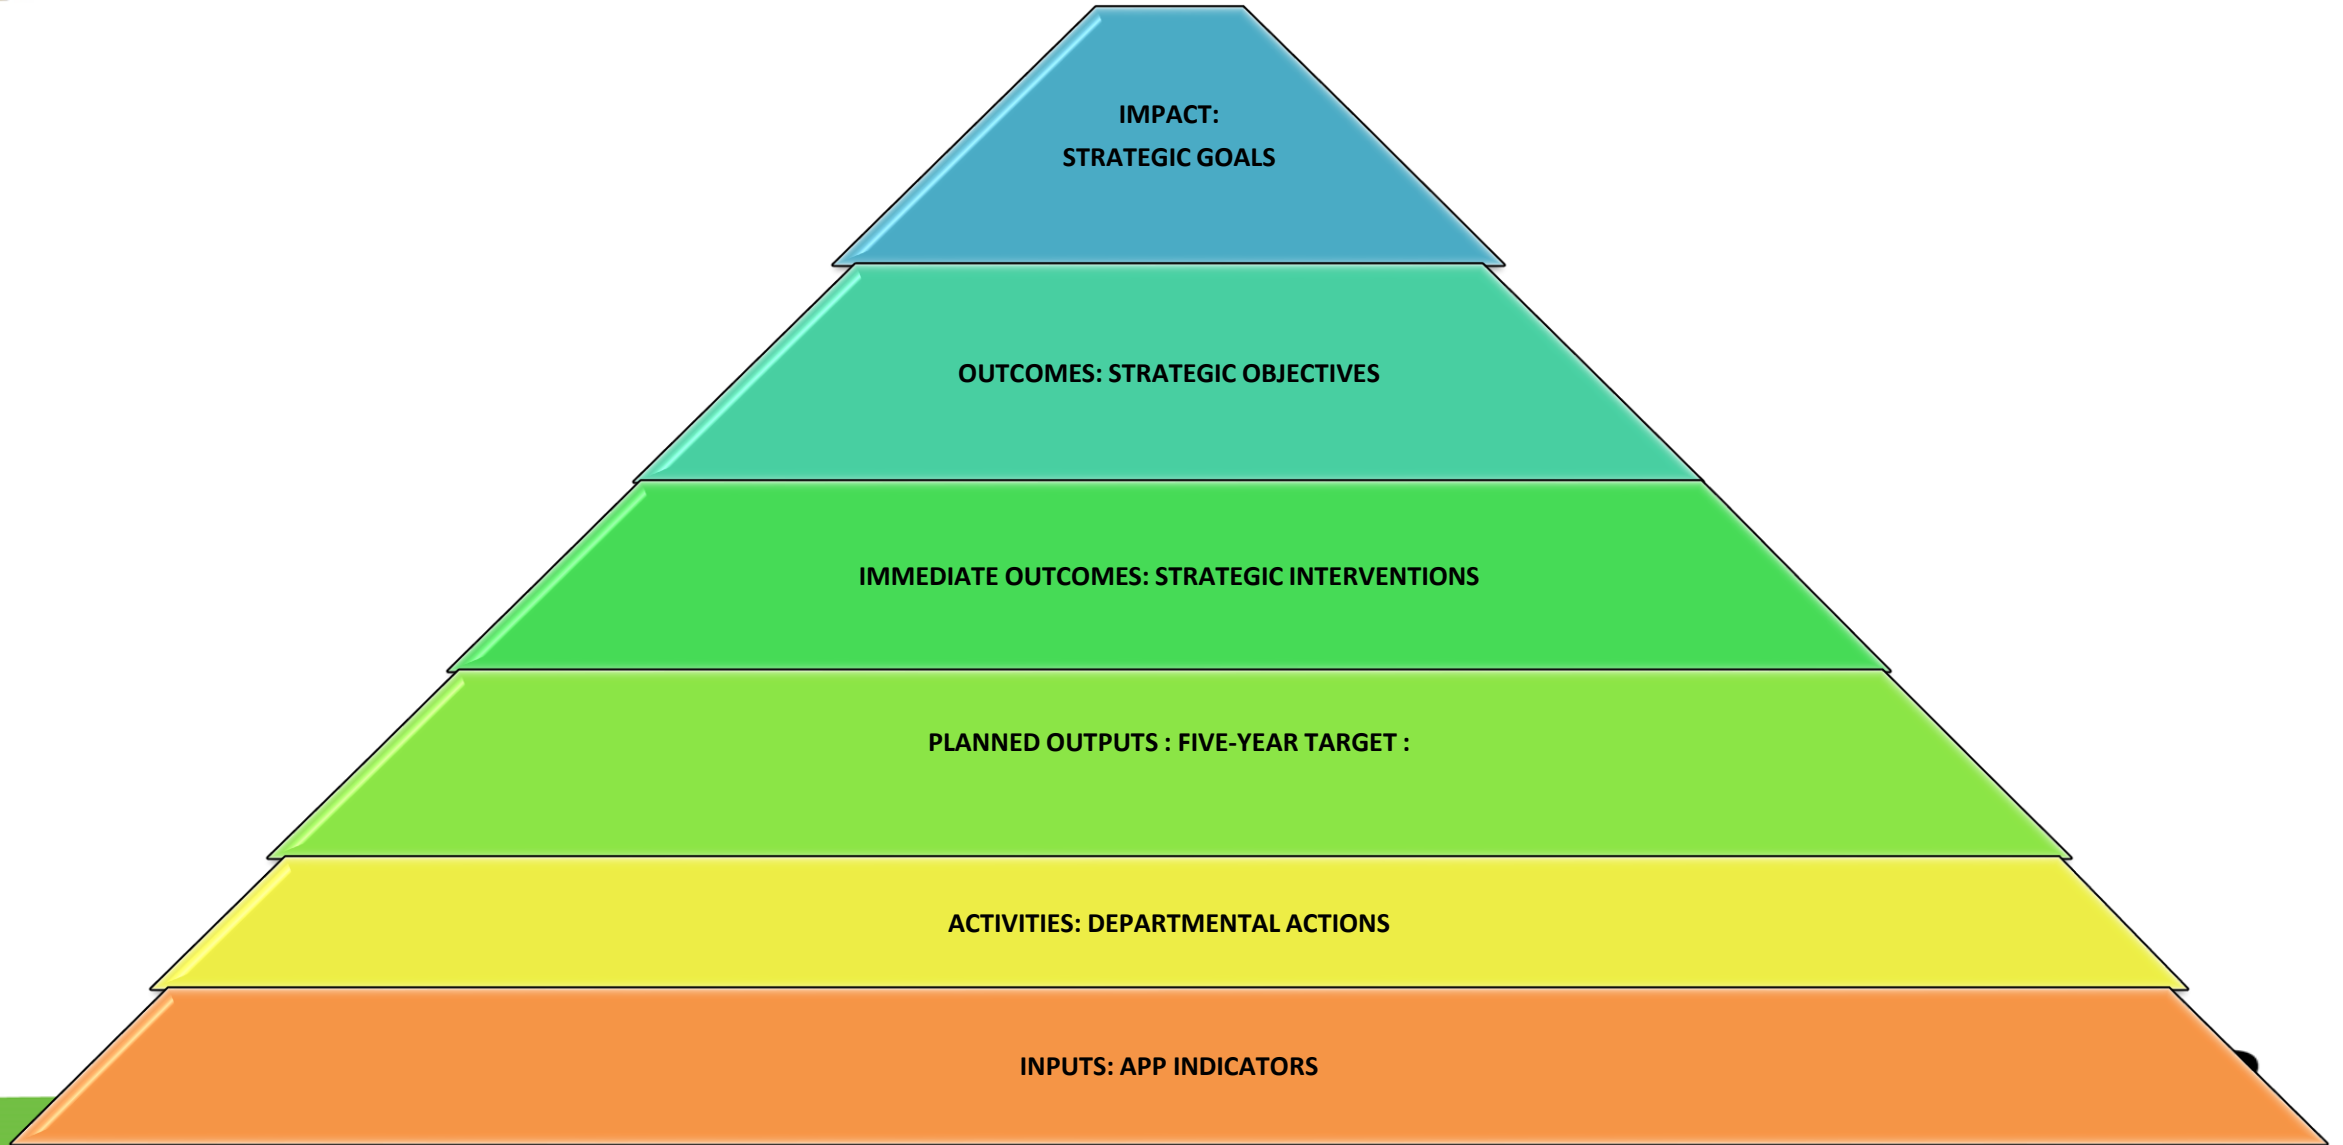 IMPACT:
STRATEGIC GOALS
OUTCOMES: STRATEGIC OBJECTIVES
IMMEDIATE OUTCOMES: STRATEGIC INTERVENTIONS
PLANNED OUTPUTS : FIVE-YEAR TARGET :
ACTIVITIES: DEPARTMENTAL ACTIONS
INPUTS: APP INDICATORS